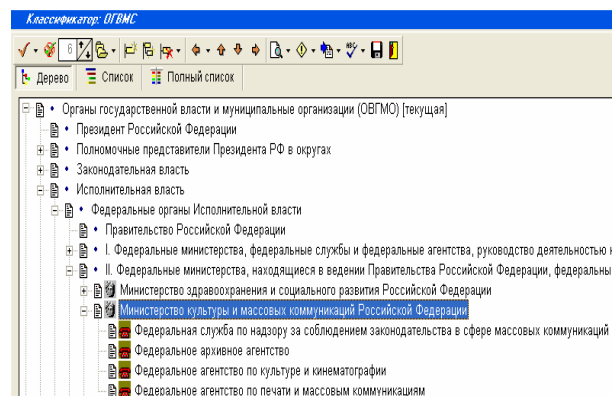 Классификатор: ОГВМС
6
Дерево Список Полный список
Органы государственной власти и муниципальные организации (ОВГМО) [текущая]
Президент Российской Федерации
Полномочные представители Президента РФ в округах
Законодательная власть
Исполнительная власть
Федеральные органы Исполнительной власти
Правительство Российской Федерации
I. Федеральные министерства, федеральные службы и федеральные агентства, руководство деятельностью
II. Федеральные министерства, находящиеся в ведении Правительства Российской Федерации, федеральны
Министерство здравоохранения и социального развития Российской Федерации
Министерство культуры и массовых коммуникаций Российской Федерации
Федеральная служба по надзору за соблюдением законодательства в сфере массовых коммуникаций
Федеральное архивное агентство
Федеральное агентство по культуре и кинематографии
Федеральное агентство по печати и массовым коммуникациям